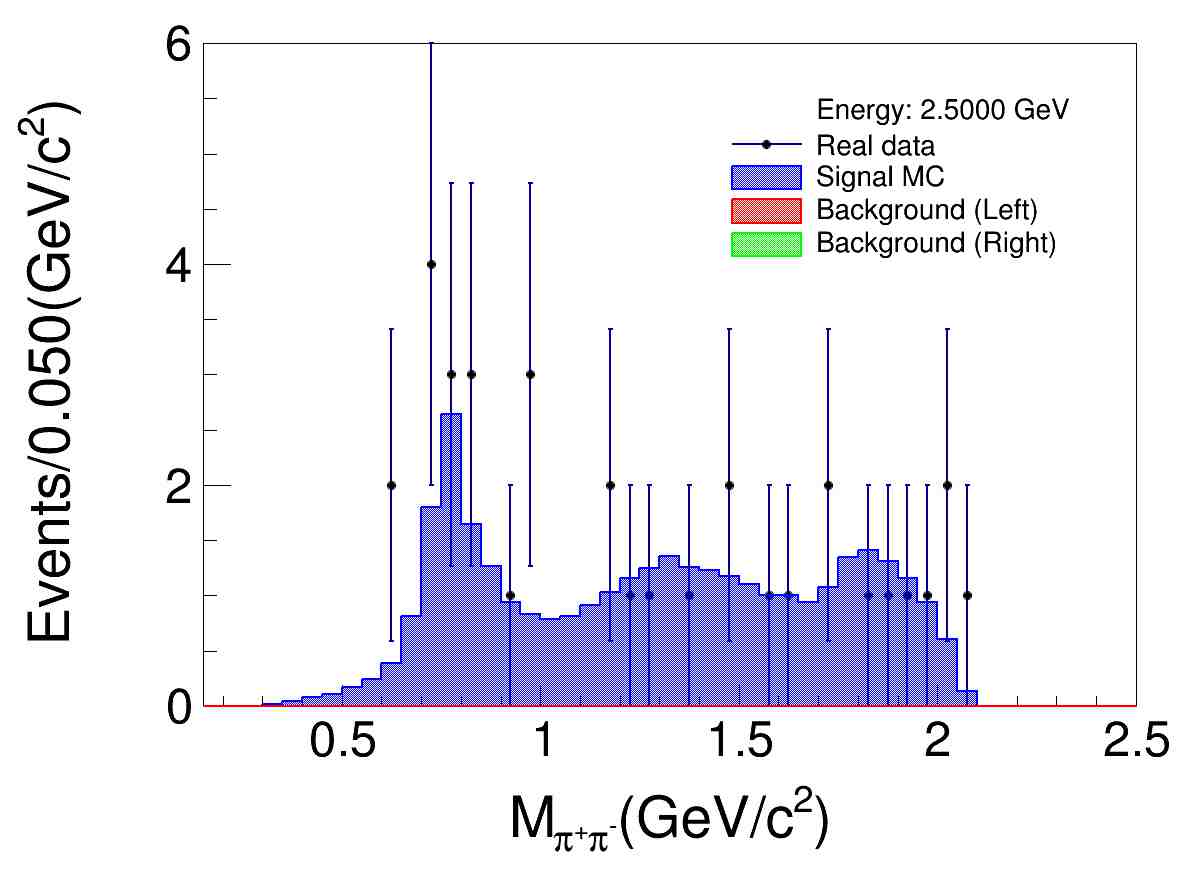 6
4
2
0
Events/0.050(GeV/c²)
Energy: 2.5000 GeV
Real data
Signal MC
Background (Left)
Background (Right)
0.5 1 1.5 2 2.5
M_π⁺π⁻(GeV/c²)